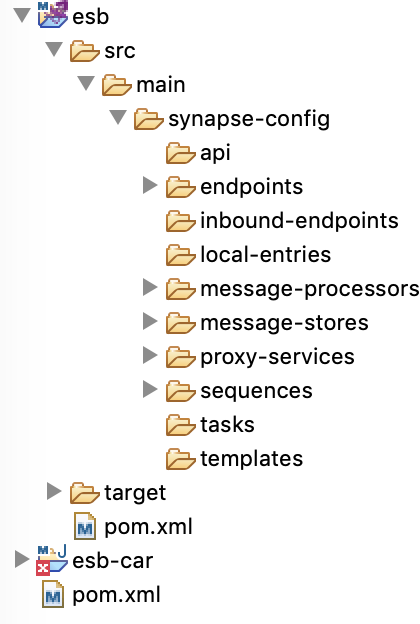 esb
src
main
synapse-config
api
endpoints
inbound-endpoints
local-entries
message-processors
message-stores
proxy-services
sequences
tasks
templates
target
pom.xml
esb-car
pom.xml